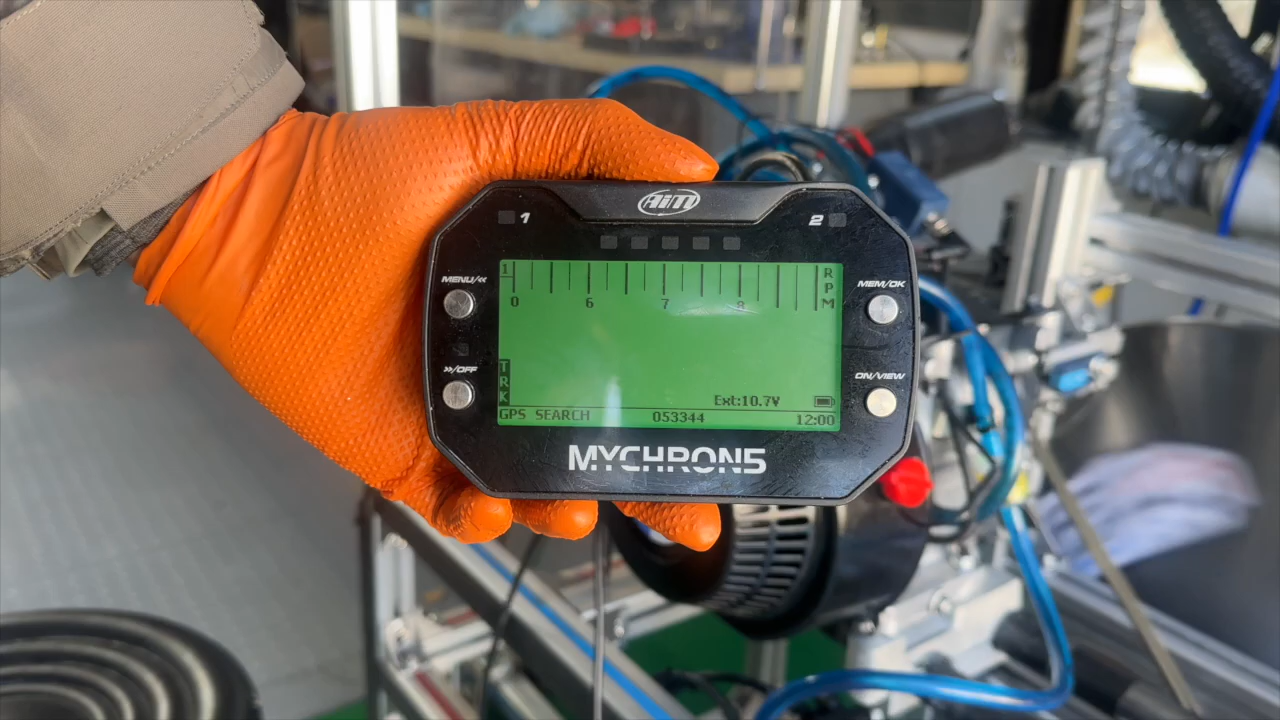 AiM
1 2
MENU/<<
MEM/OK
>>/OFF
ON/VIEW
1
RPM
0 6 7 8
TRK
Ext:10.7V
GPS SEARCH 053344 12:00
MYCHRON5